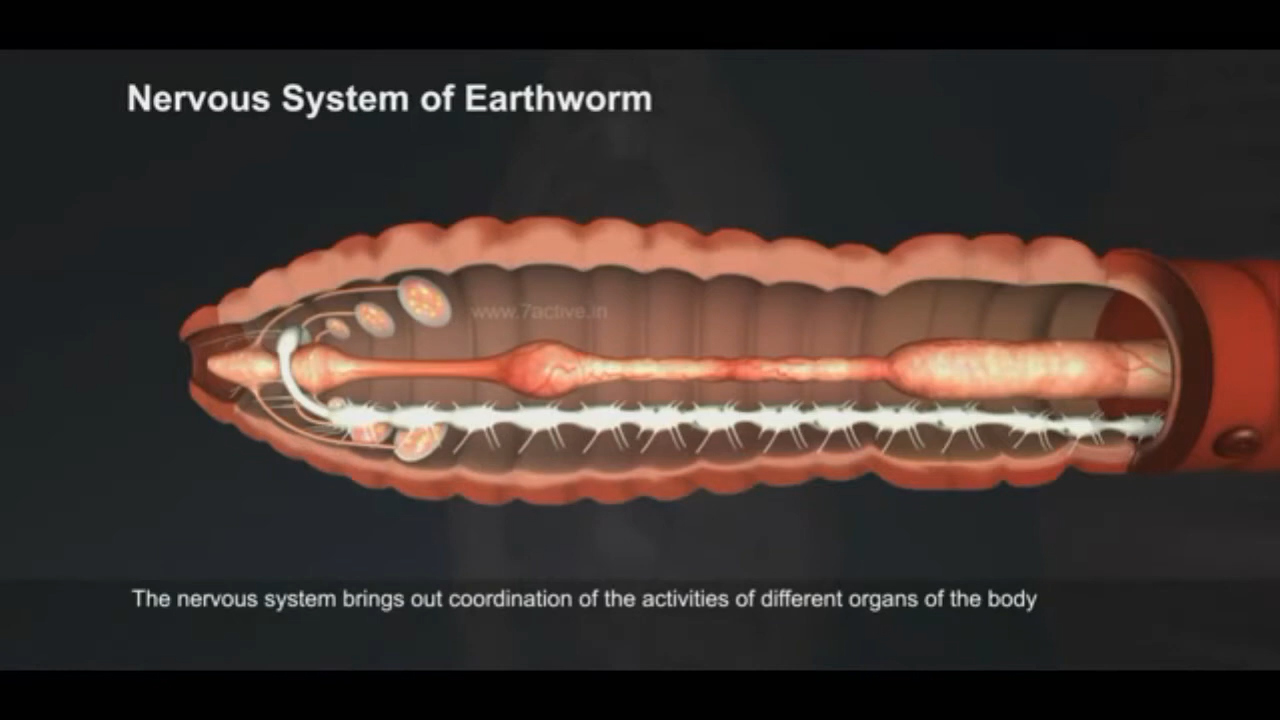 Nervous System of Earthworm
www.7active.in
The nervous system brings out coordination of the activities of different organs of the body